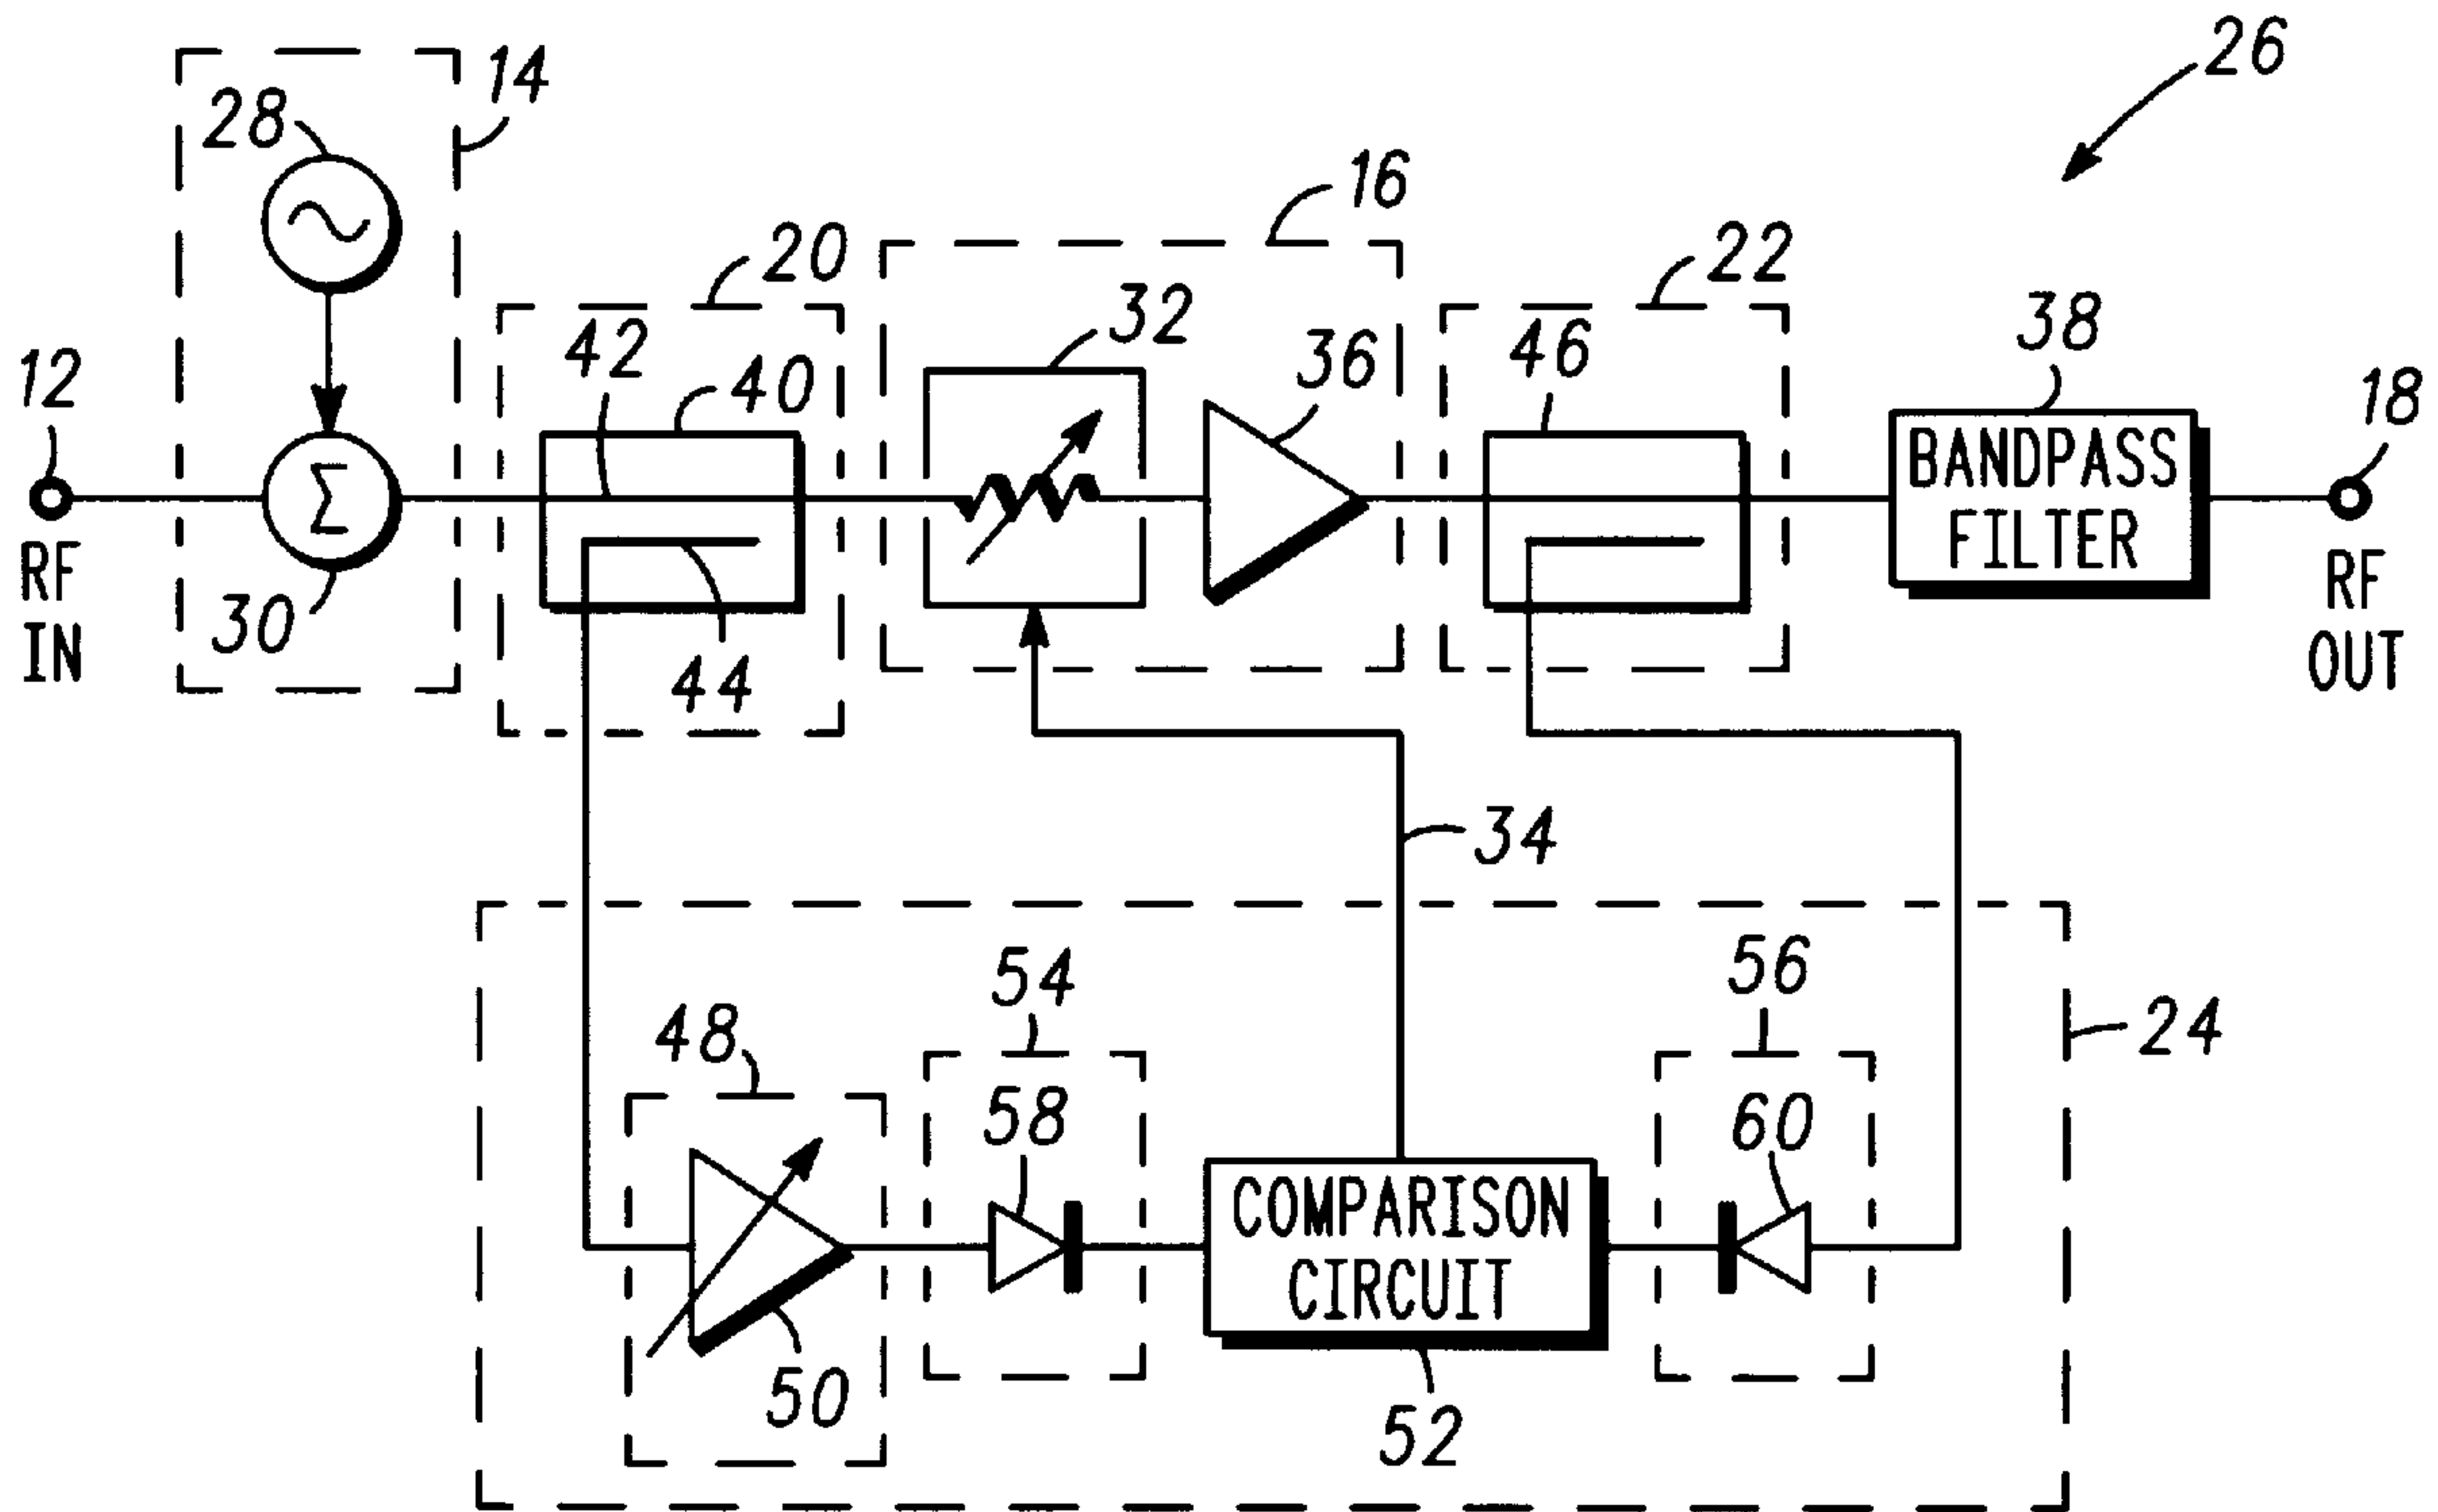 26
14
28
16
20
22
32
42
36
46
38
12
40
18
BANDPASS
FILTER
Σ
RF
IN
30
44
RF
OUT
34
54
56
48
24
58
60
COMPARISON
CIRCUIT
50
52